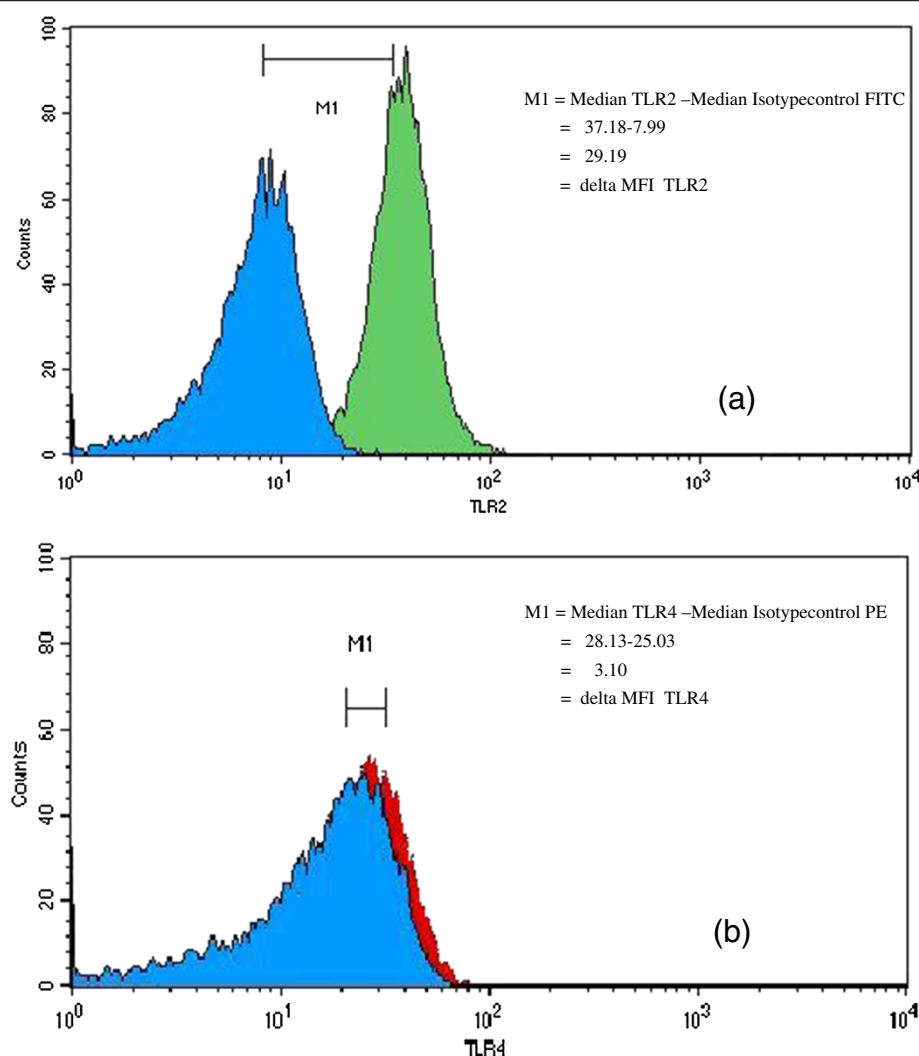 100
80
60
40
20
0
Counts
M1
M1 = Median TLR2 –Median Isotypecontrol FITC
= 37.18-7.99
= 29.19
= delta MFI TLR2
(a)
10^0 10^1 10^2 10^3 10^4
TLR2
100
80
60
40
20
0
Counts
M1
M1 = Median TLR4 –Median Isotypecontrol PE
= 28.13-25.03
= 3.10
= delta MFI TLR4
(b)
10^0 10^1 10^2 10^3 10^4
TLR4